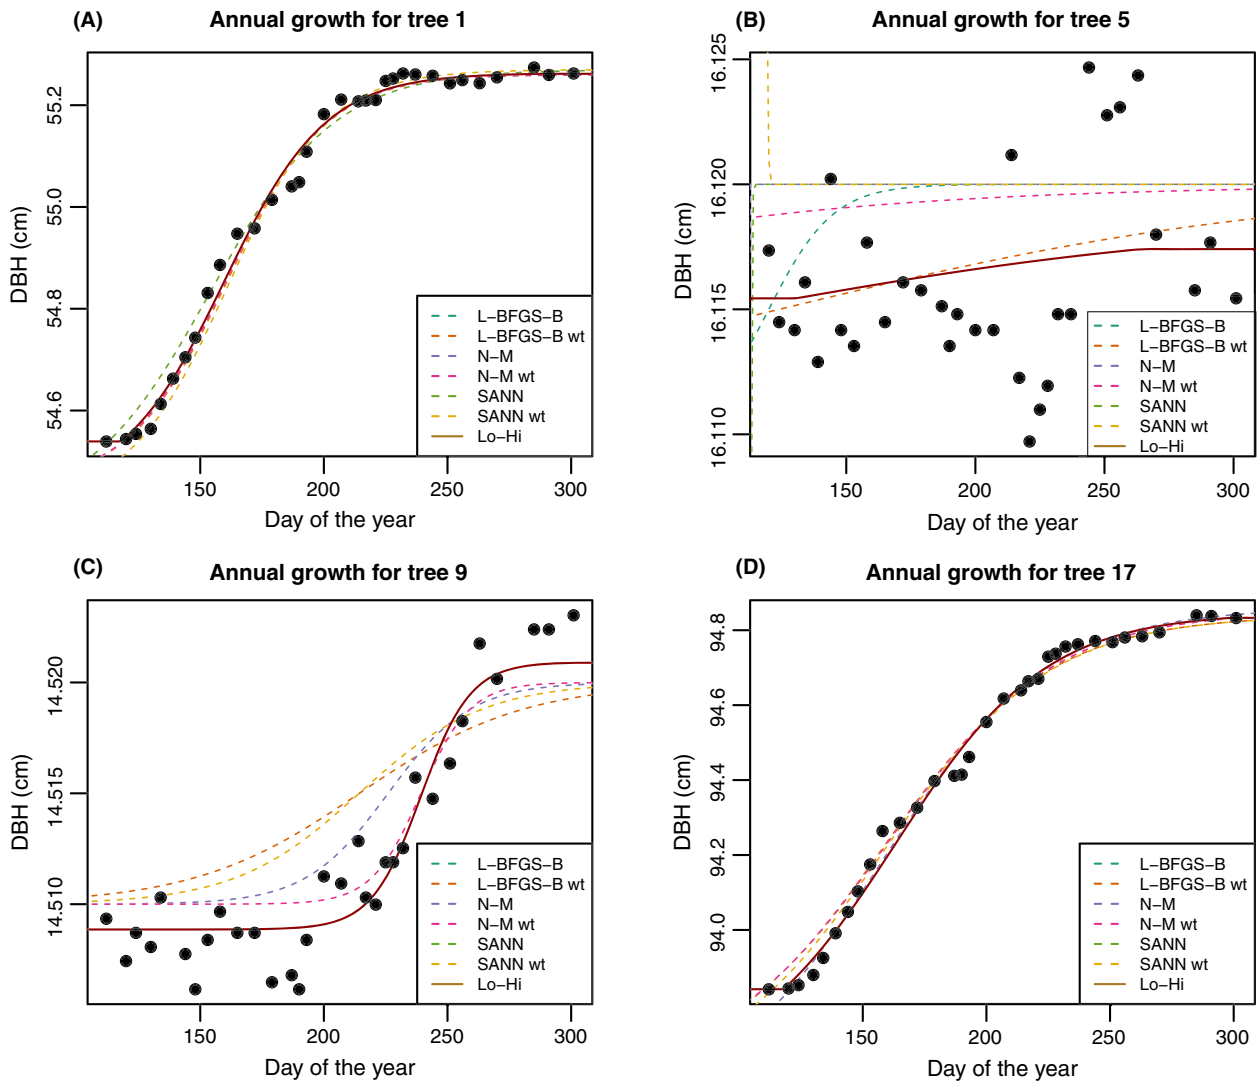 (A)
Annual growth for tree 1
DBH (cm)
55.2
55.0
54.8
54.6
L−BFGS−B
L−BFGS−B wt
N−M
N−M wt
SANN
SANN wt
Lo−Hi
150 200 250 300
Day of the year
(B)
Annual growth for tree 5
DBH (cm)
16.125
16.120
16.115
16.110
L−BFGS−B
L−BFGS−B wt
N−M
N−M wt
SANN
SANN wt
Lo−Hi
150 200 250 300
Day of the year
(C)
Annual growth for tree 9
DBH (cm)
14.520
14.515
14.510
L−BFGS−B
L−BFGS−B wt
N−M
N−M wt
SANN
SANN wt
Lo−Hi
150 200 250 300
Day of the year
(D)
Annual growth for tree 17
DBH (cm)
94.8
94.6
94.4
94.2
94.0
L−BFGS−B
L−BFGS−B wt
N−M
N−M wt
SANN
SANN wt
Lo−Hi
150 200 250 300
Day of the year